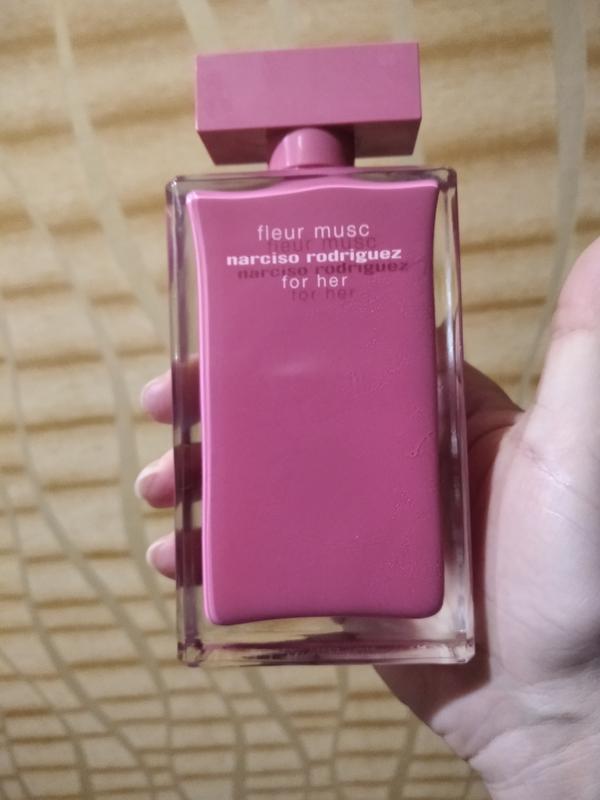 fleur musc
narciso rodriguez
for her